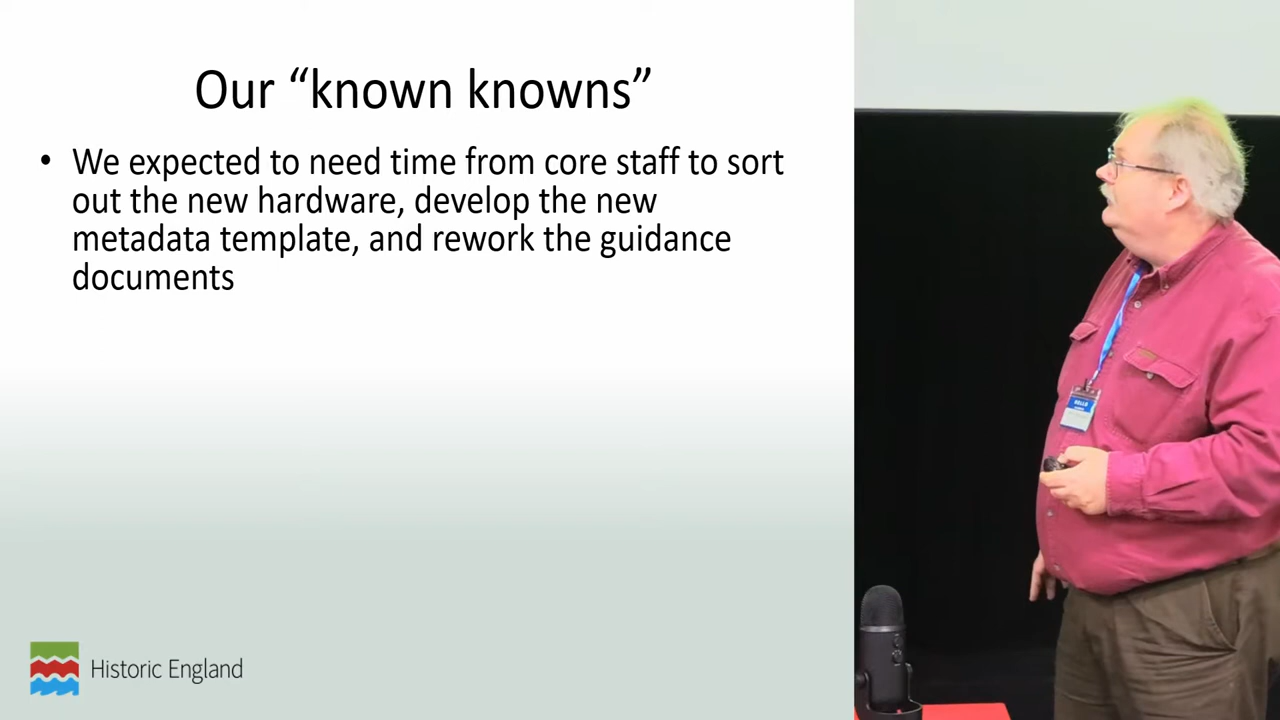 Our “known knowns”
• We expected to need time from core staff to sort
out the new hardware, develop the new
metadata template, and rework the guidance
documents
Historic England
HELLO